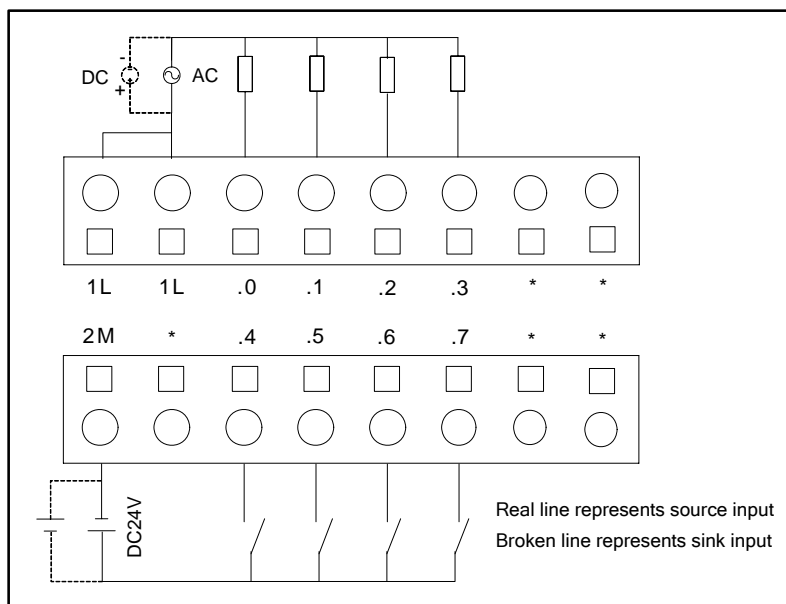 -
DC AC
+
1L 1L .0 .1 .2 .3 * *
2M * .4 .5 .6 .7 * *
DC24V
Real line represents source input
Broken line represents sink input